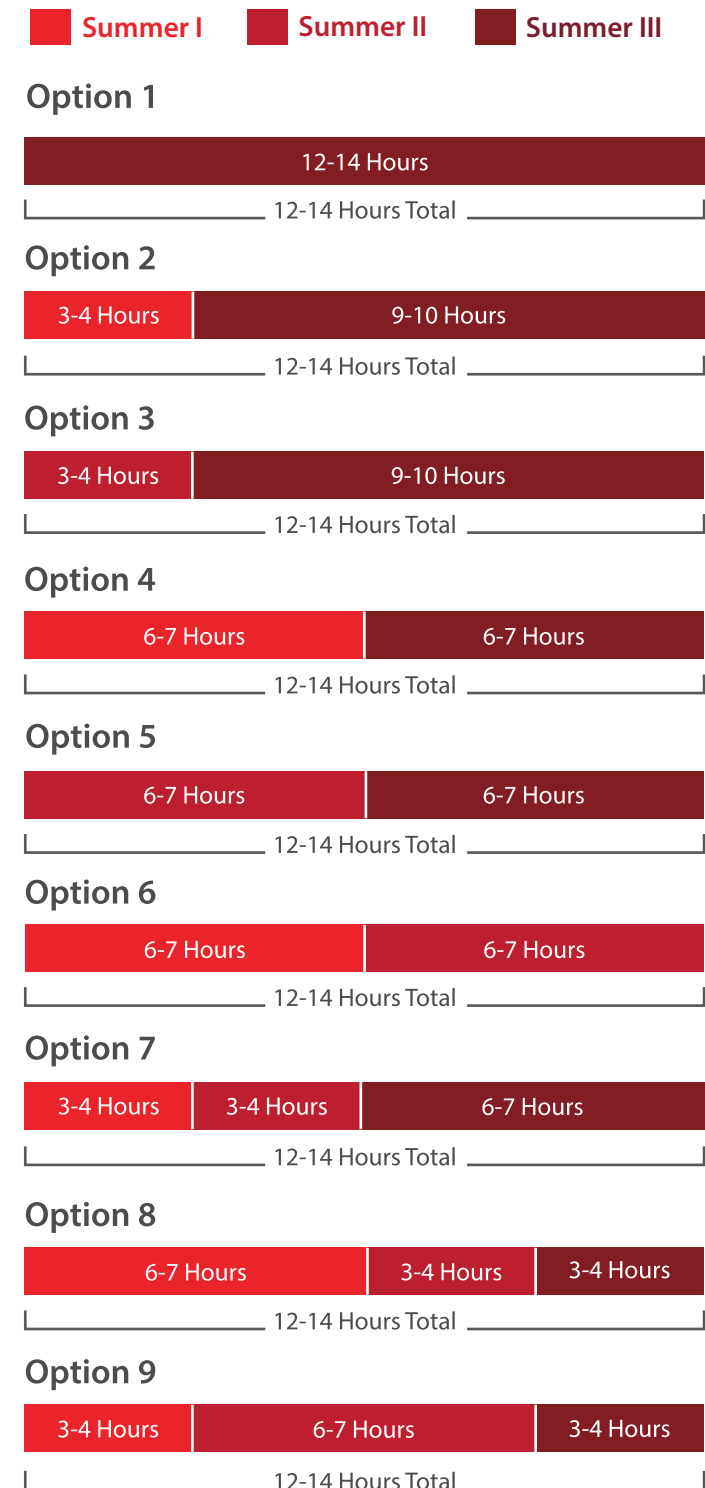 Summer I Summer II Summer III
Option 1
12-14 Hours
12-14 Hours Total
Option 2
3-4 Hours 9-10 Hours
12-14 Hours Total
Option 3
3-4 Hours 9-10 Hours
12-14 Hours Total
Option 4
6-7 Hours 6-7 Hours
12-14 Hours Total
Option 5
6-7 Hours 6-7 Hours
12-14 Hours Total
Option 6
6-7 Hours 6-7 Hours
12-14 Hours Total
Option 7
3-4 Hours 3-4 Hours 6-7 Hours
12-14 Hours Total
Option 8
6-7 Hours 3-4 Hours 3-4 Hours
12-14 Hours Total
Option 9
3-4 Hours 6-7 Hours 3-4 Hours
12-14 Hours Total